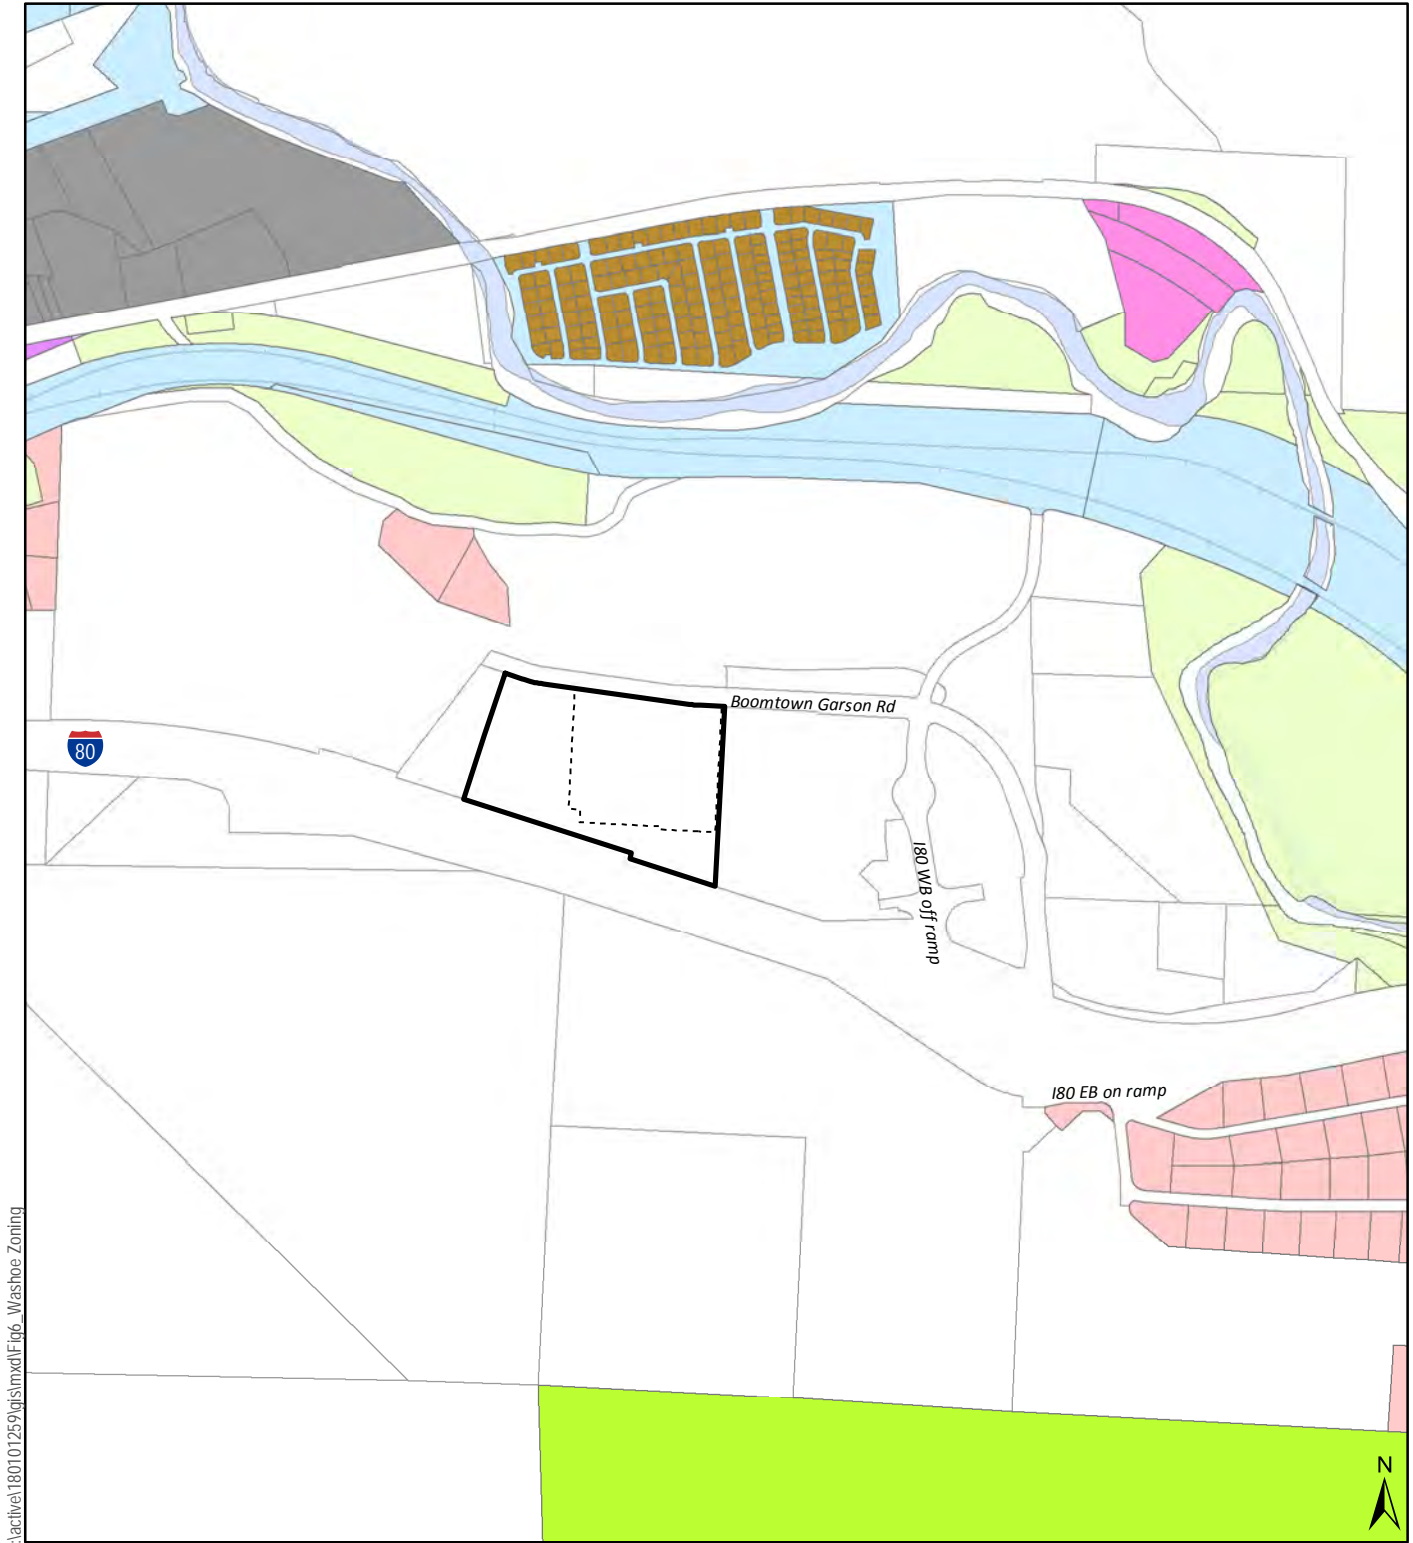 Boomtown Garson Rd
80
I80 WB off ramp
I80 EB on ramp
N
:\active\180101259\gis\mxd\Fig6_Washoe Zoning